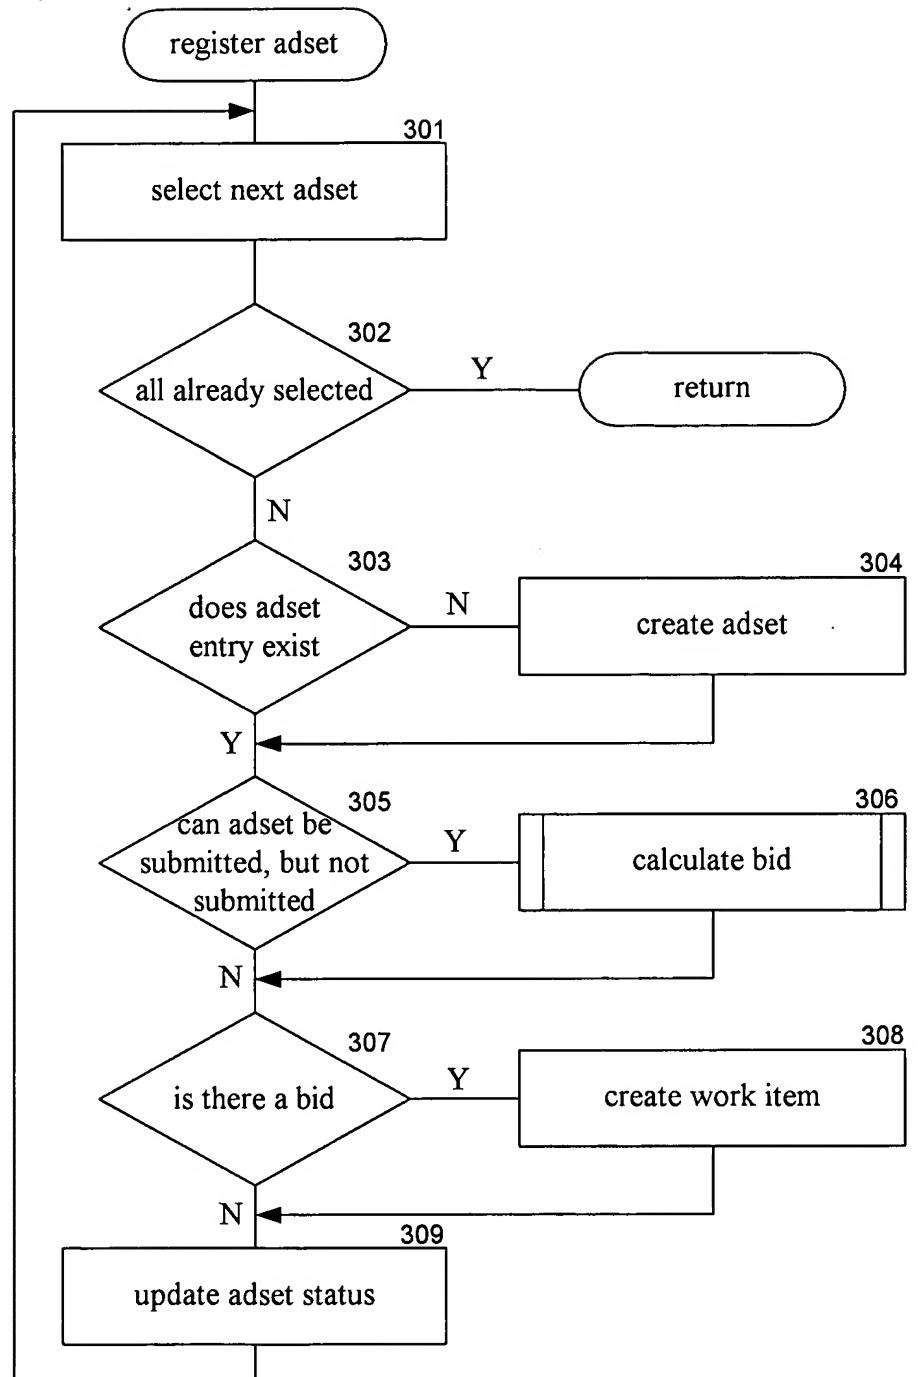 register adset
301
select next adset
302
all already selected
Y
return
N
303
does adset
entry exist
N
304
create adset
Y
305
can adset be
submitted, but not
submitted
Y
306
calculate bid
N
307
is there a bid
Y
308
create work item
N
309
update adset status